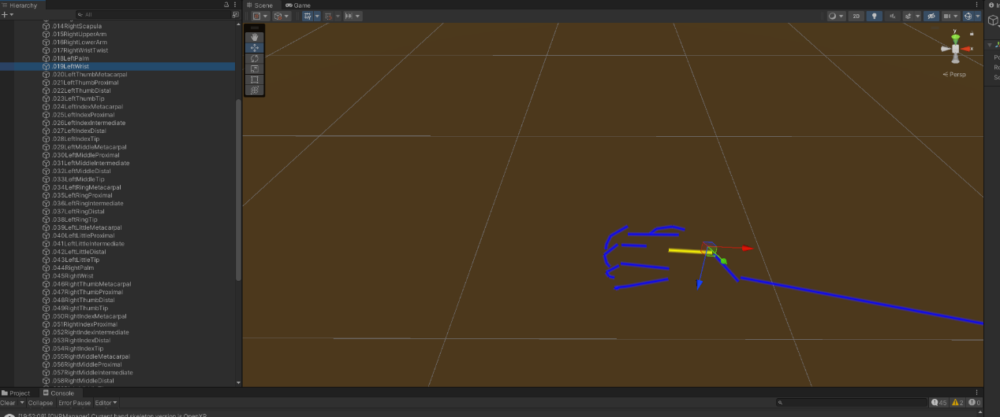 Hierarchy
Scene
Game
All
2D
.014RightScapula
.015RightUpperArm
.016RightLowerArm
.017RightWristTwist
.018LeftPalm
.019LeftWrist
.020LeftThumbMetacarpal
.021LeftThumbProximal
.022LeftThumbDistal
.023LeftThumbTip
.024LeftIndexMetacarpal
.025LeftIndexProximal
.026LeftIndexIntermediate
.027LeftIndexDistal
.028LeftIndexTip
.029LeftMiddleMetacarpal
.030LeftMiddleProximal
.031LeftMiddleIntermediate
.032LeftMiddleDistal
.033LeftMiddleTip
.034LeftRingMetacarpal
.035LeftRingProximal
.036LeftRingIntermediate
.037LeftRingDistal
.038LeftRingTip
.039LeftLittleMetacarpal
.040LeftLittleProximal
.041LeftLittleIntermediate
.042LeftLittleDistal
.043LeftLittleTip
.044RightPalm
.045RightWrist
.046RightThumbMetacarpal
.047RightThumbProximal
.048RightThumbDistal
.049RightThumbTip
.050RightIndexMetacarpal
.051RightIndexProximal
.052RightIndexIntermediate
.053RightIndexDistal
.054RightIndexTip
.055RightMiddleMetacarpal
.056RightMiddleProximal
.057RightMiddleIntermediate
.058RightMiddleDistal
y
x
Persp
Project
Console
Clear Collapse Error Pause Editor
45 2 0
[19:52:08] [OVRManager] Current hand skeleton version is OpenXR